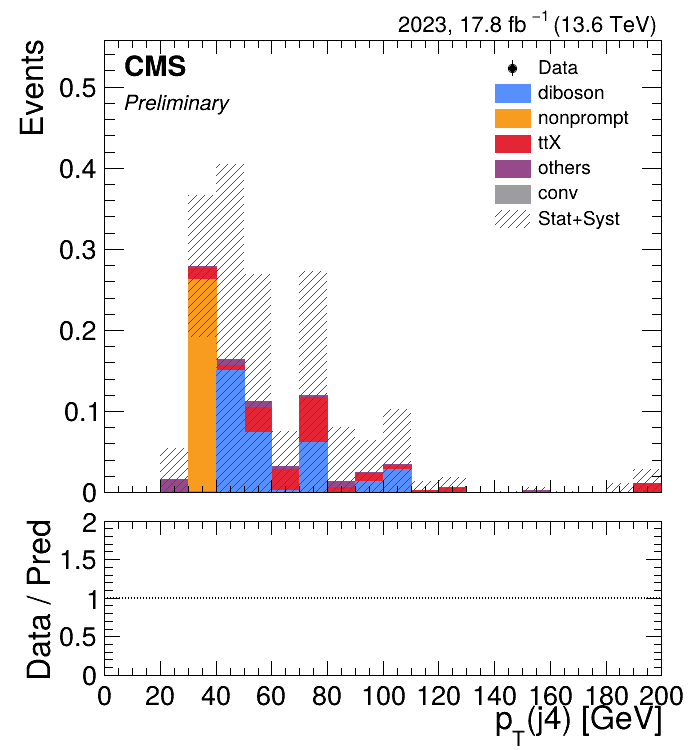 2023, 17.8 fb⁻¹ (13.6 TeV)
CMS
Preliminary
Events
0.5
0.4
0.3
0.2
0.1
0
Data
diboson
nonprompt
ttX
others
conv
Stat+Syst
Data / Pred
2
1.5
1
0.5
0
0 20 40 60 80 100 120 140 160 180 200
p_T(j4) [GeV]